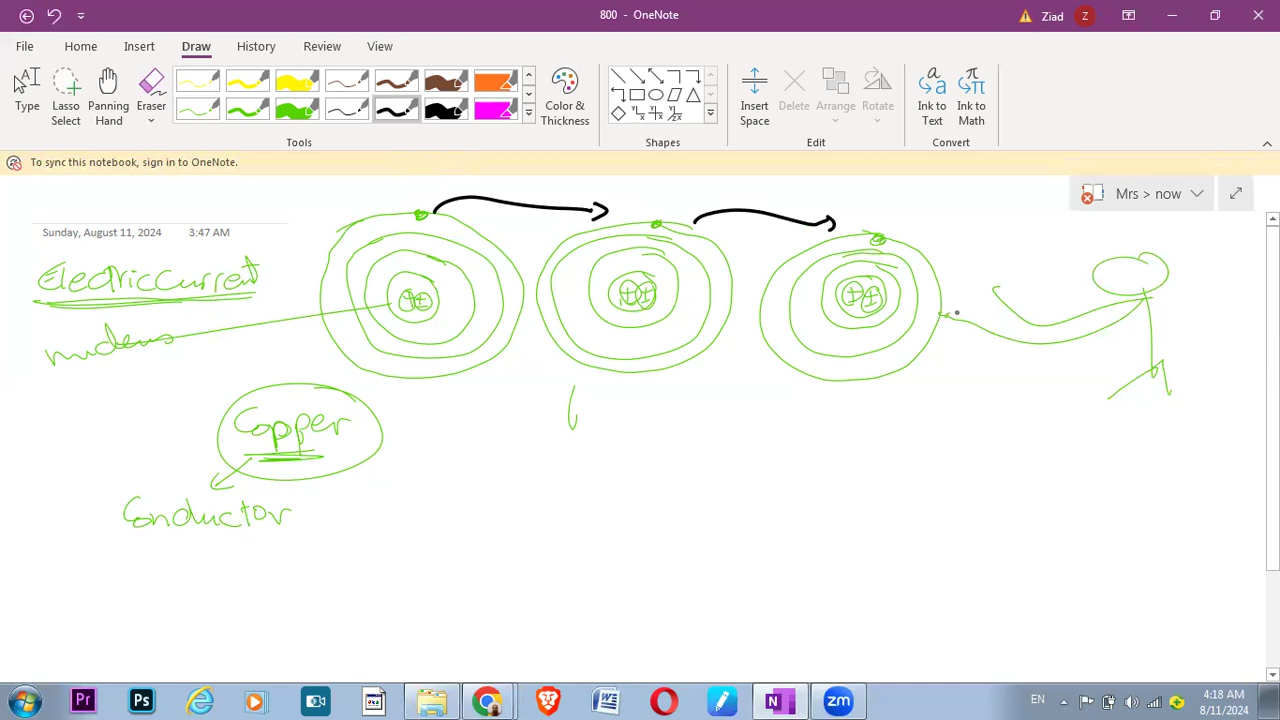 800 - OneNote
Ziad
Z
File
Home
Insert
Draw
History
Review
View
Type
Lasso Select
Panning Hand
Eraser
Color & Thickness
Insert Space
Delete
Arrange
Rotate
Ink to Text
Ink to Math
Tools
Shapes
Edit
Convert
To sync this notebook, sign in to OneNote.
Mrs > now
Sunday, August 11, 2024 3:47 AM
Electric Current
Copper
Conductor
EN
4:18 AM
8/11/2024